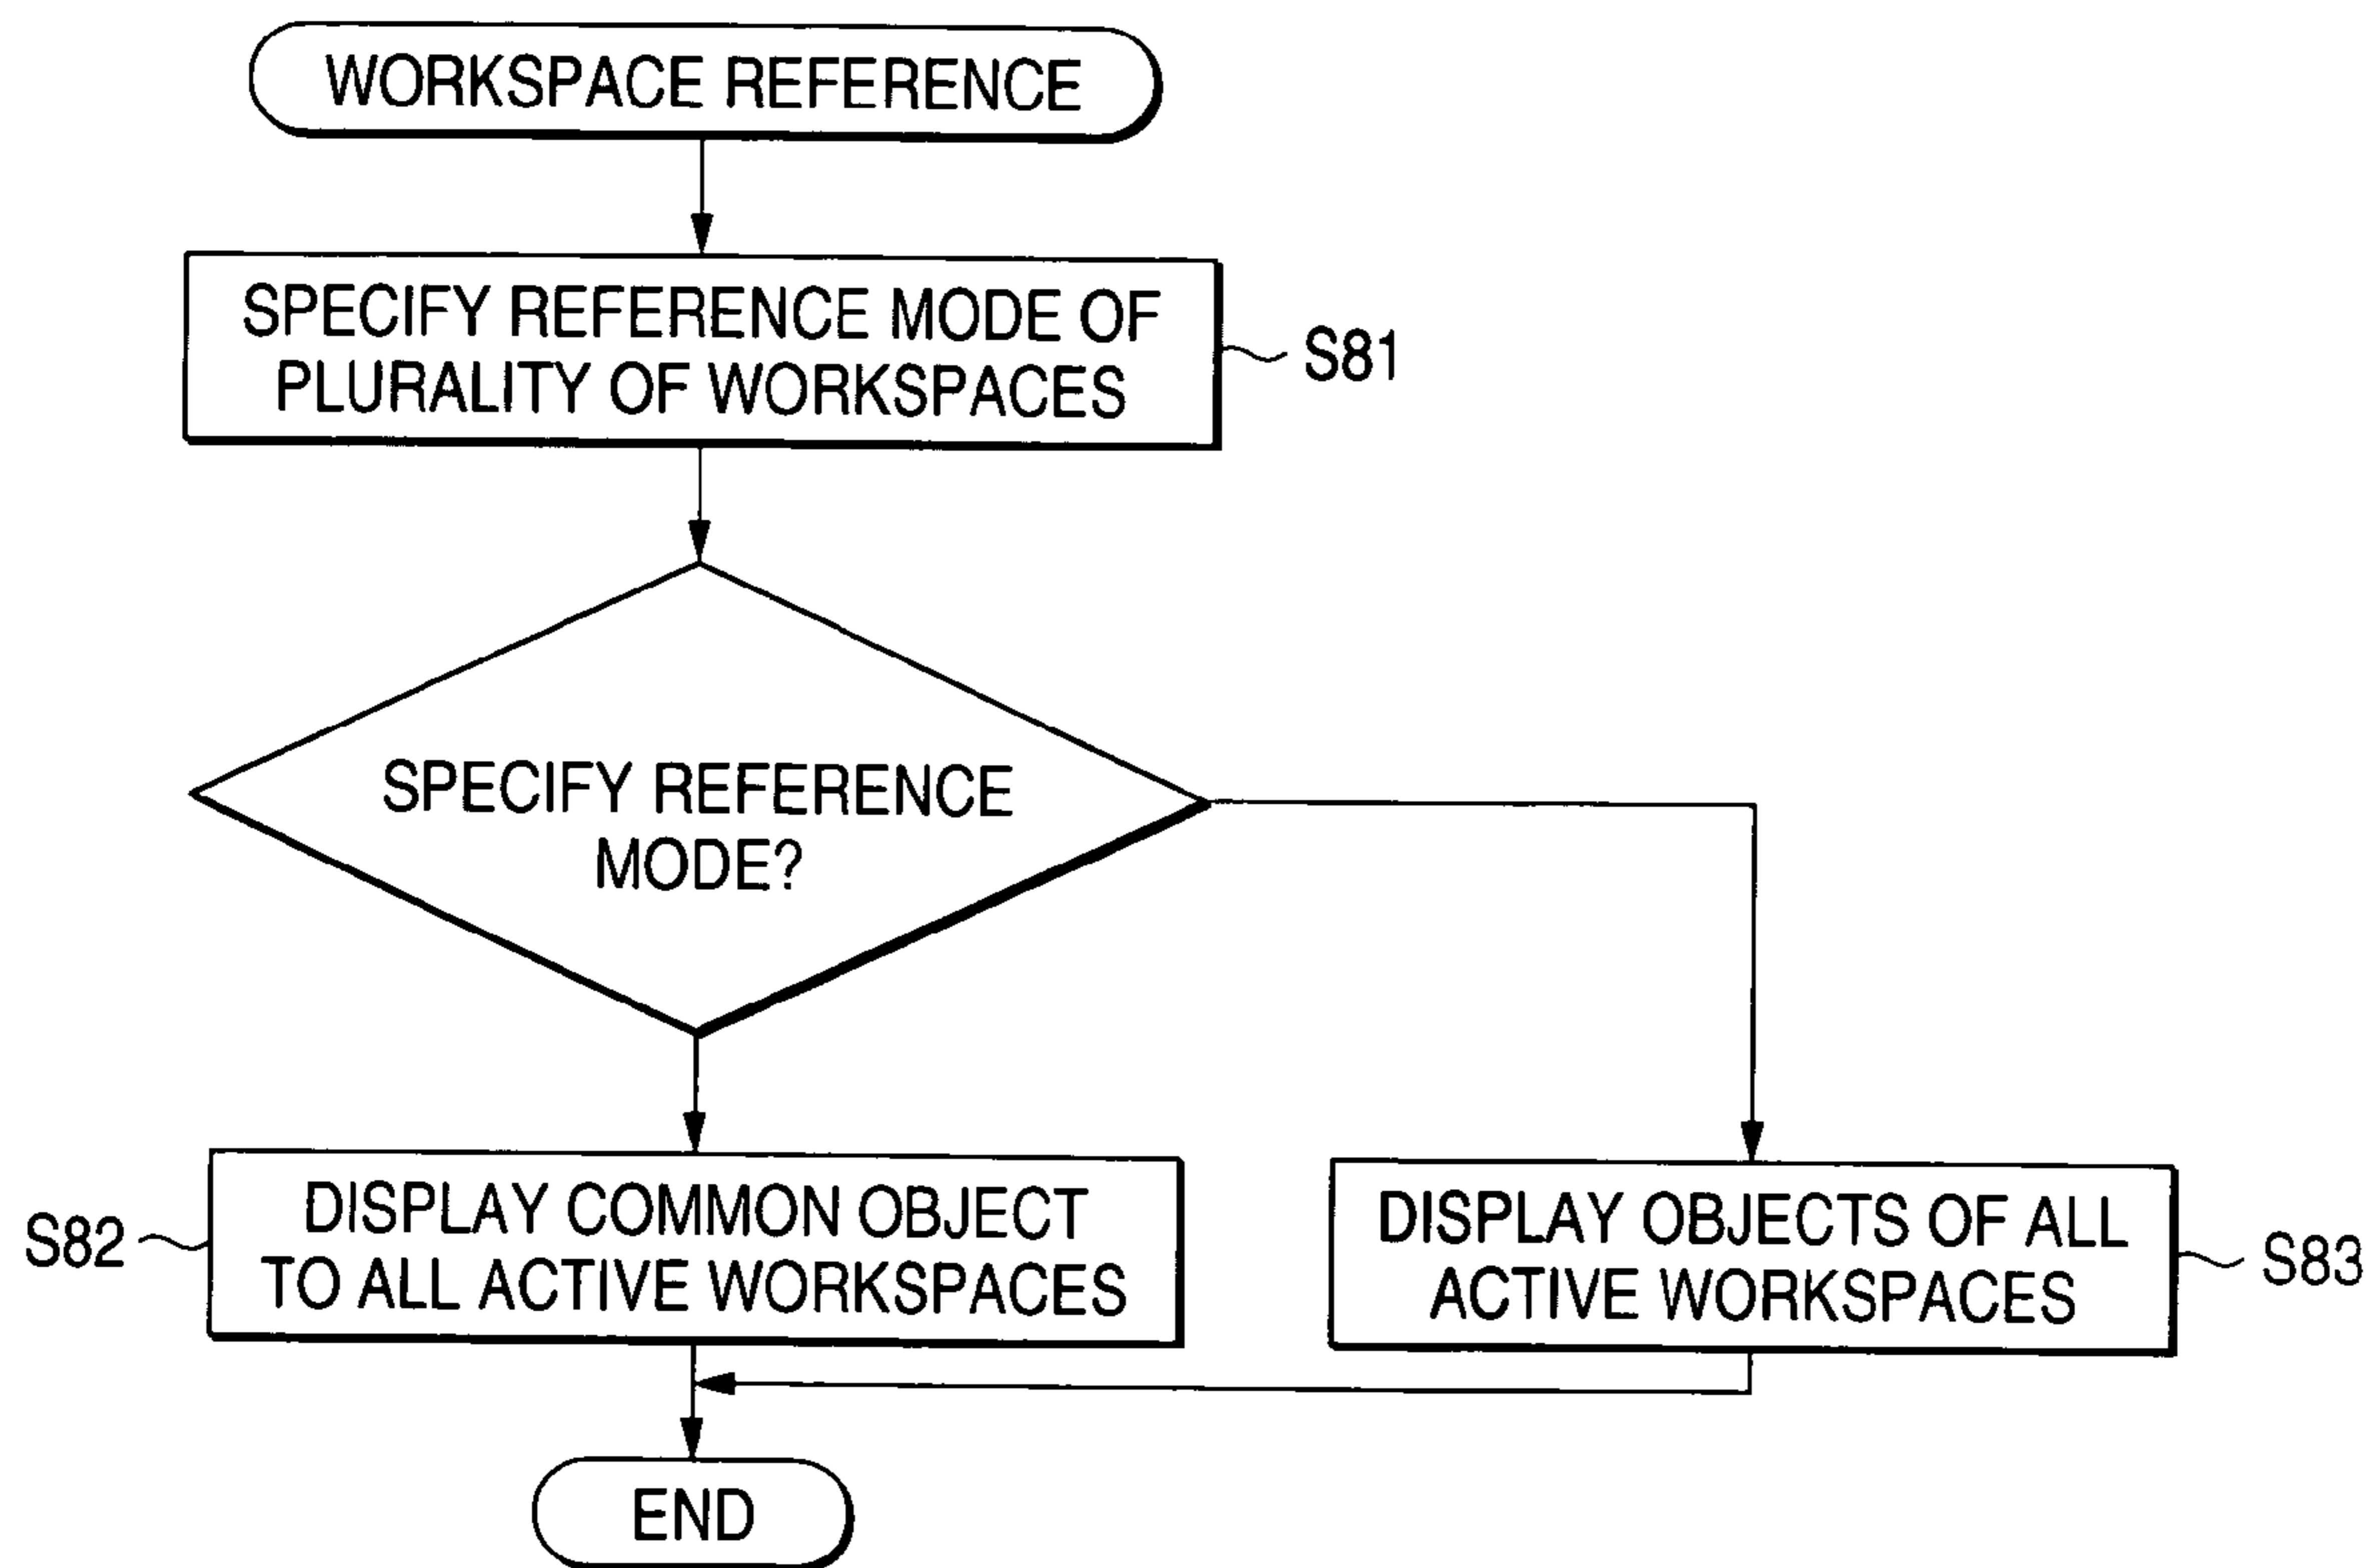 WORKSPACE REFERENCE
SPECIFY REFERENCE MODE OF
PLURALITY OF WORKSPACES
S81
SPECIFY REFERENCE
MODE?
S82
DISPLAY COMMON OBJECT
TO ALL ACTIVE WORKSPACES
DISPLAY OBJECTS OF ALL
ACTIVE WORKSPACES
S83
END